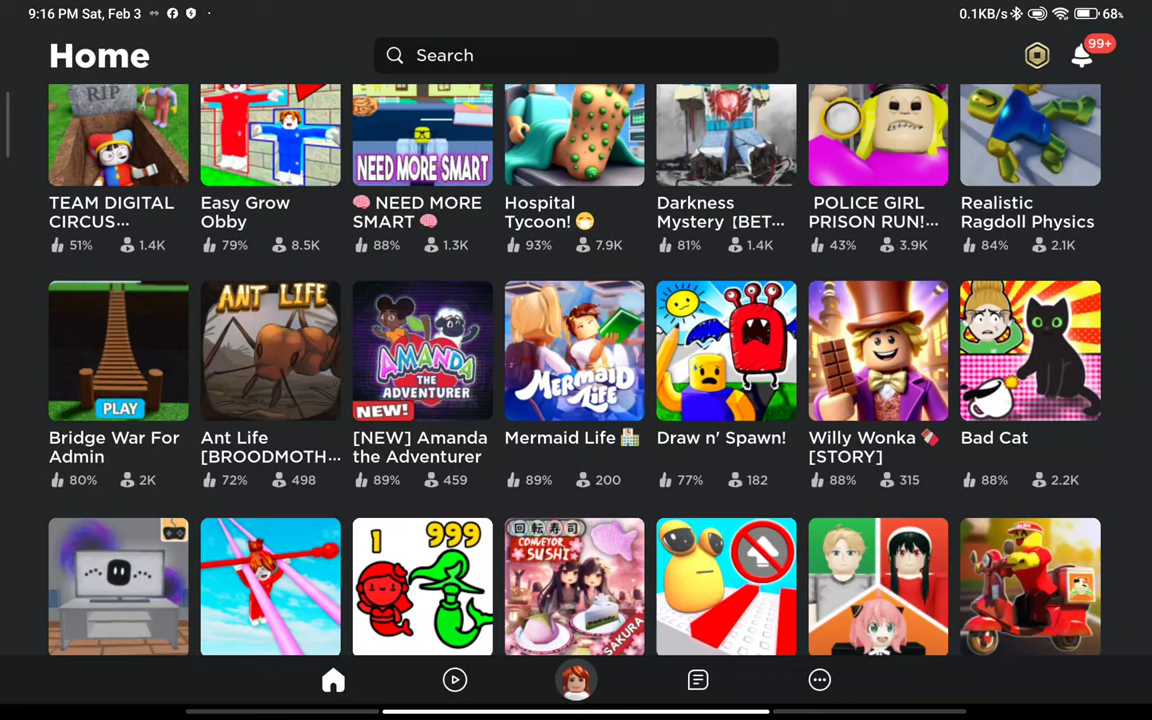 9:16 PM Sat, Feb 3
0.1KB/s
68%
Home
Search
99+
RIP
NEED MORE SMART
TEAM DIGITAL
CIRCUS...
Easy Grow
Obby
🧠 NEED MORE
SMART 🧠
Hospital
Tycoon! 😷
Darkness
Mystery [BET...
POLICE GIRL
PRISON RUN!...
Realistic
Ragdoll Physics
51% 1.4K
79% 8.5K
88% 1.3K
93% 7.9K
81% 1.4K
43% 3.9K
84% 2.1K
PLAY
ANT LIFE
AMANDA
THE
ADVENTURER
NEW!
MERMAID
LIFE
Bridge War For
Admin
Ant Life
[BROODMOTH...
[NEW] Amanda
the Adventurer
Mermaid Life 🏨
Draw n' Spawn!
Willy Wonka 🍫
[STORY]
Bad Cat
80% 2K
72% 498
89% 459
89% 200
77% 182
88% 315
88% 2.2K
1 999
回転寿司
CONVEYOR
SUSHI
SAKURA